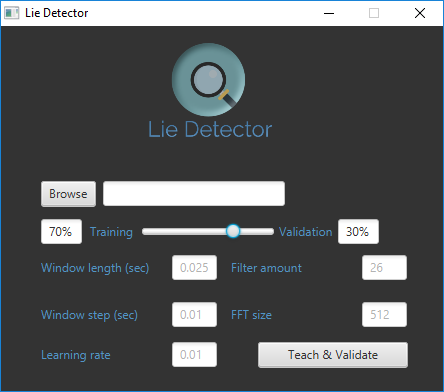 Lie Detector
Lie Detector
Browse
70% Training Validation 30%
Window length (sec) 0.025 Filter amount 26
Window step (sec) 0.01 FFT size 512
Learning rate 0.01 Teach & Validate